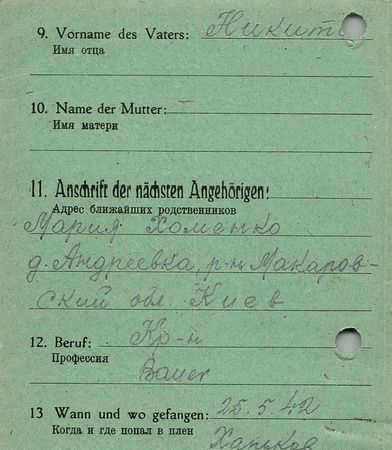 9. Vorname des Vaters: Никита
Имя отца
10. Name der Mutter: —
Имя матери
11. Anschrift der nächsten Angehörigen:
Адрес ближайших родственников
Мария Хоменко
д. Андреевка, р-н Макаров-
ский обл. Киев
12. Beruf: Кр-н
Профессия
Bauer
13 Wann und wo gefangen: 25.5.42
Когда и где попал в плен
Харьков